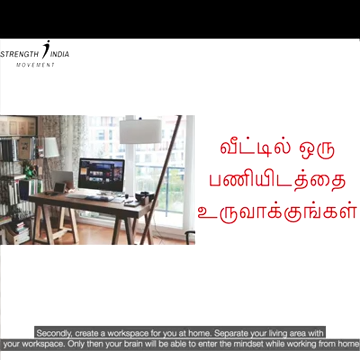 STRENGTH INDIA
MOVEMENT
வீட்டில் ஒரு
பணியிடத்தை
உருவாக்குங்கள்
Secondly, create a workspace for you at home. Separate your living area with
your workspace. Only then your brain will be able to enter the mindset while working from home